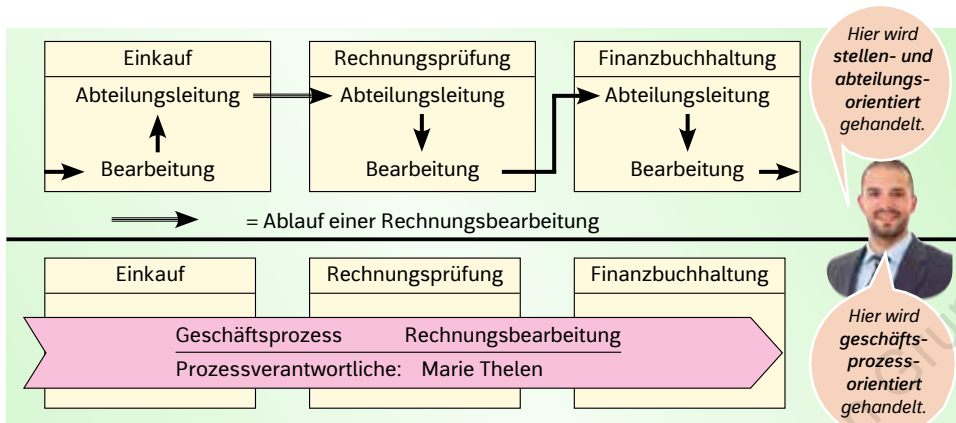 Einkauf
Rechnungsprüfung
Finanzbuchhaltung
Abteilungsleitung
Abteilungsleitung
Abteilungsleitung
Bearbeitung
Bearbeitung
Bearbeitung
= Ablauf einer Rechnungsbearbeitung
Hier wird
stellen- und
abteilungs-
orientiert
gehandelt.
Einkauf
Rechnungsprüfung
Finanzbuchhaltung
Geschäftsprozess Rechnungsbearbeitung
Prozessverantwortliche: Marie Thelen
Hier wird
geschäfts-
prozess-
orientiert
gehandelt.